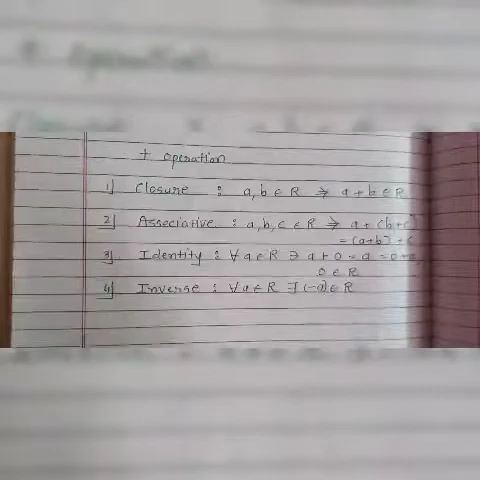 + operation
1) Closure : a, b ∈ R ⇒ a + b ∈ R
2) Associative : a, b, c ∈ R ⇒ a + (b+c)
= (a+b) + c
3) Identity : ∀ a ∈ R ∋ a + 0 = a = 0 + a
0 ∈ R
4) Inverse : ∀ a ∈ R ∃ (-a) ∈ R